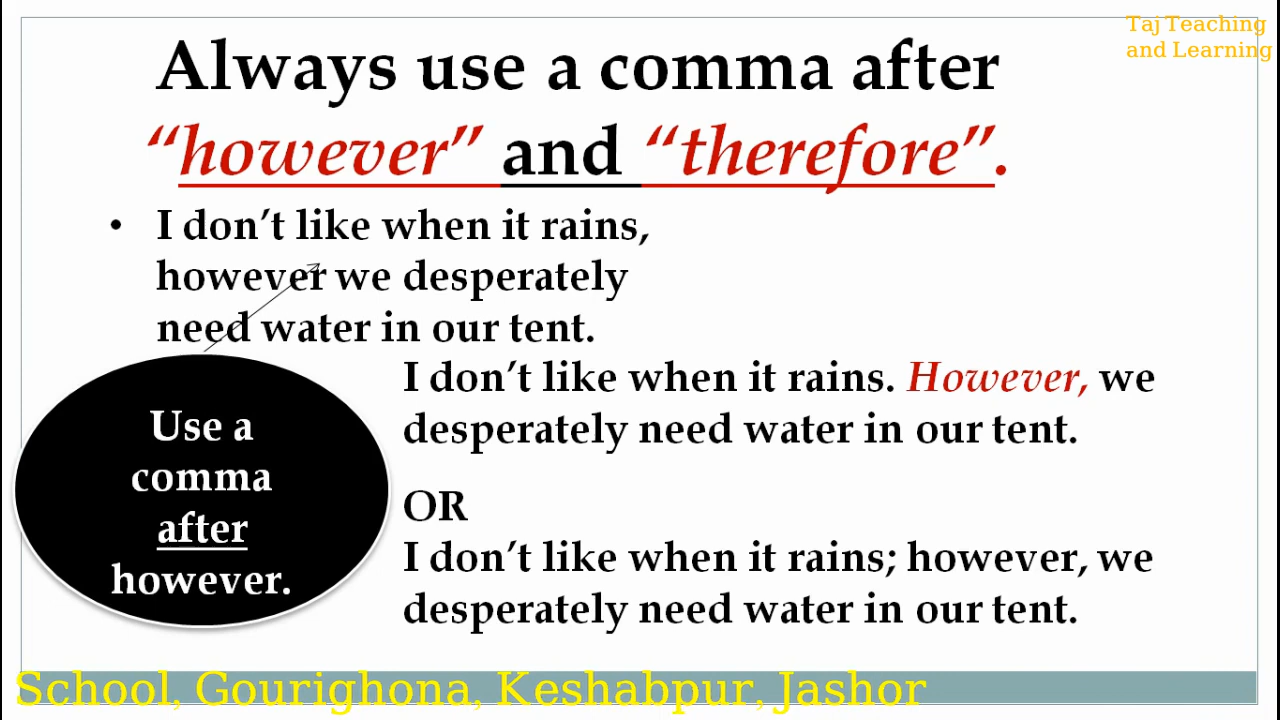 Taj Teaching
and Learning
Always use a comma after
“however” and “therefore”.
• I don’t like when it rains,
however we desperately
need water in our tent.
Use a
comma
after
however.
I don’t like when it rains. However, we
desperately need water in our tent.
OR
I don’t like when it rains; however, we
desperately need water in our tent.
School, Gourighona, Keshabpur, Jashor